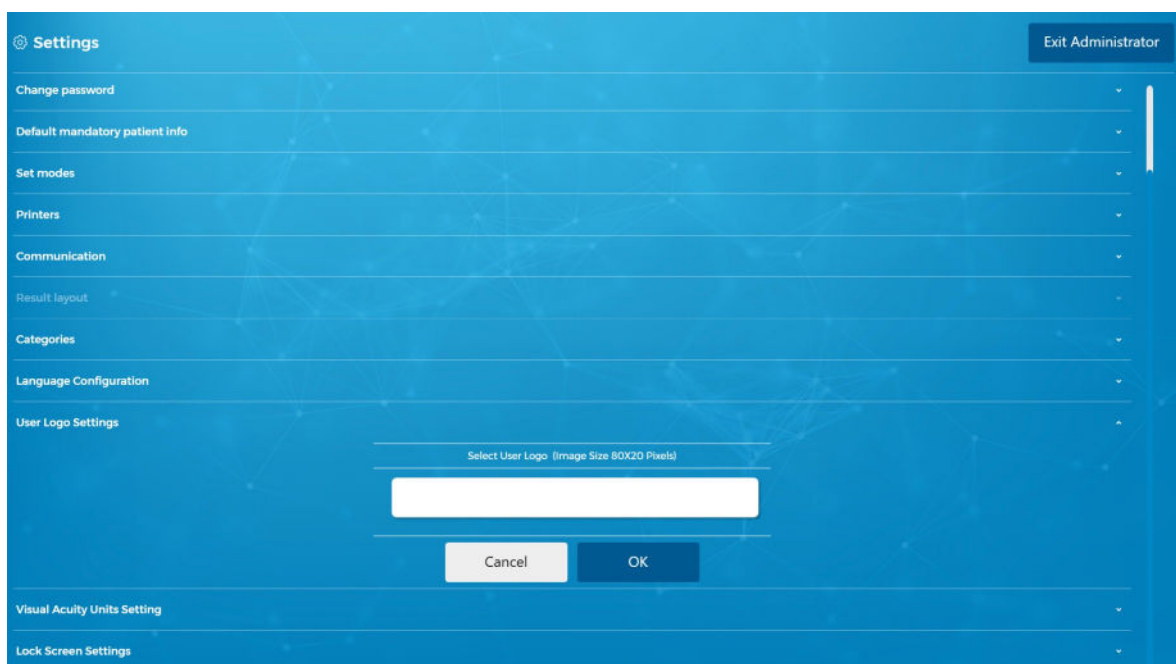 Settings
Exit Administrator
Change password
Default mandatory patient info
Set modes
Printers
Communication
Result layout
Categories
Language Configuration
User Logo Settings
Select User Logo (Image Size 80X20 Pixels)
Cancel OK
Visual Acuity Units Setting
Lock Screen Settings